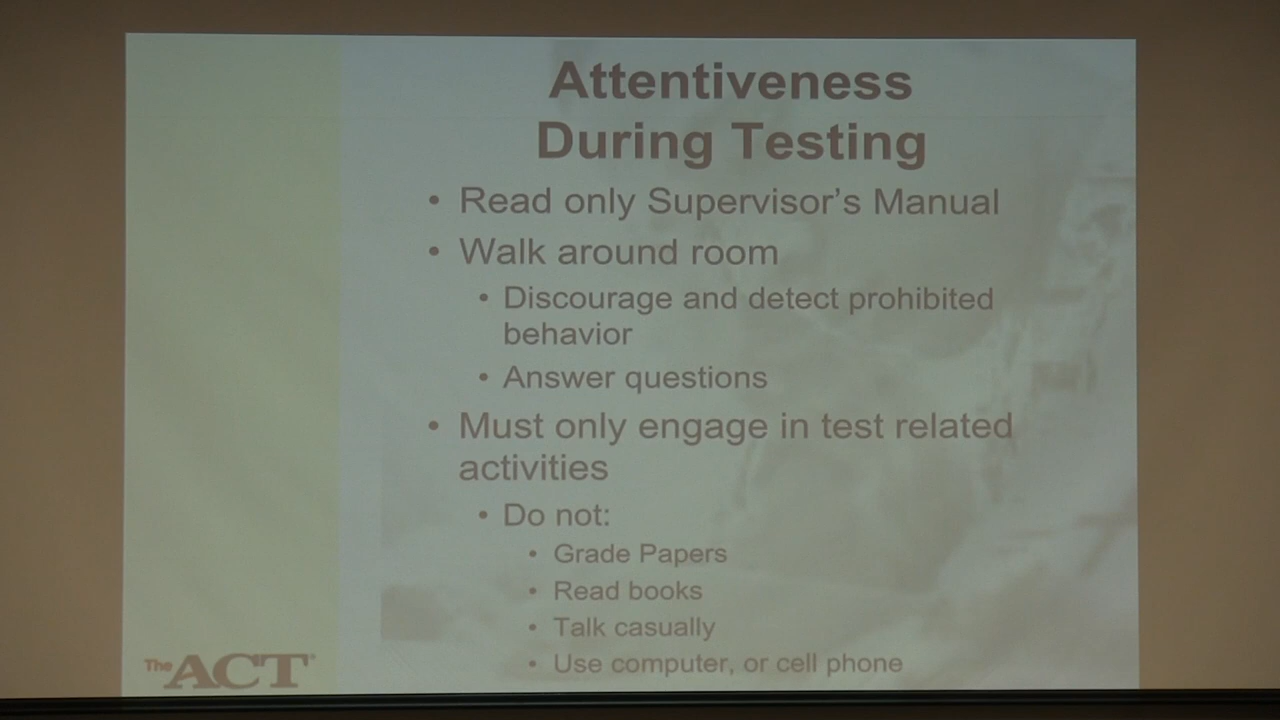 Attentiveness
During Testing
• Read only Supervisor's Manual
• Walk around room
• Discourage and detect prohibited
behavior
• Answer questions
• Must only engage in test related
activities
• Do not:
• Grade Papers
• Read books
• Talk casually
• Use computer, or cell phone
The ACT®